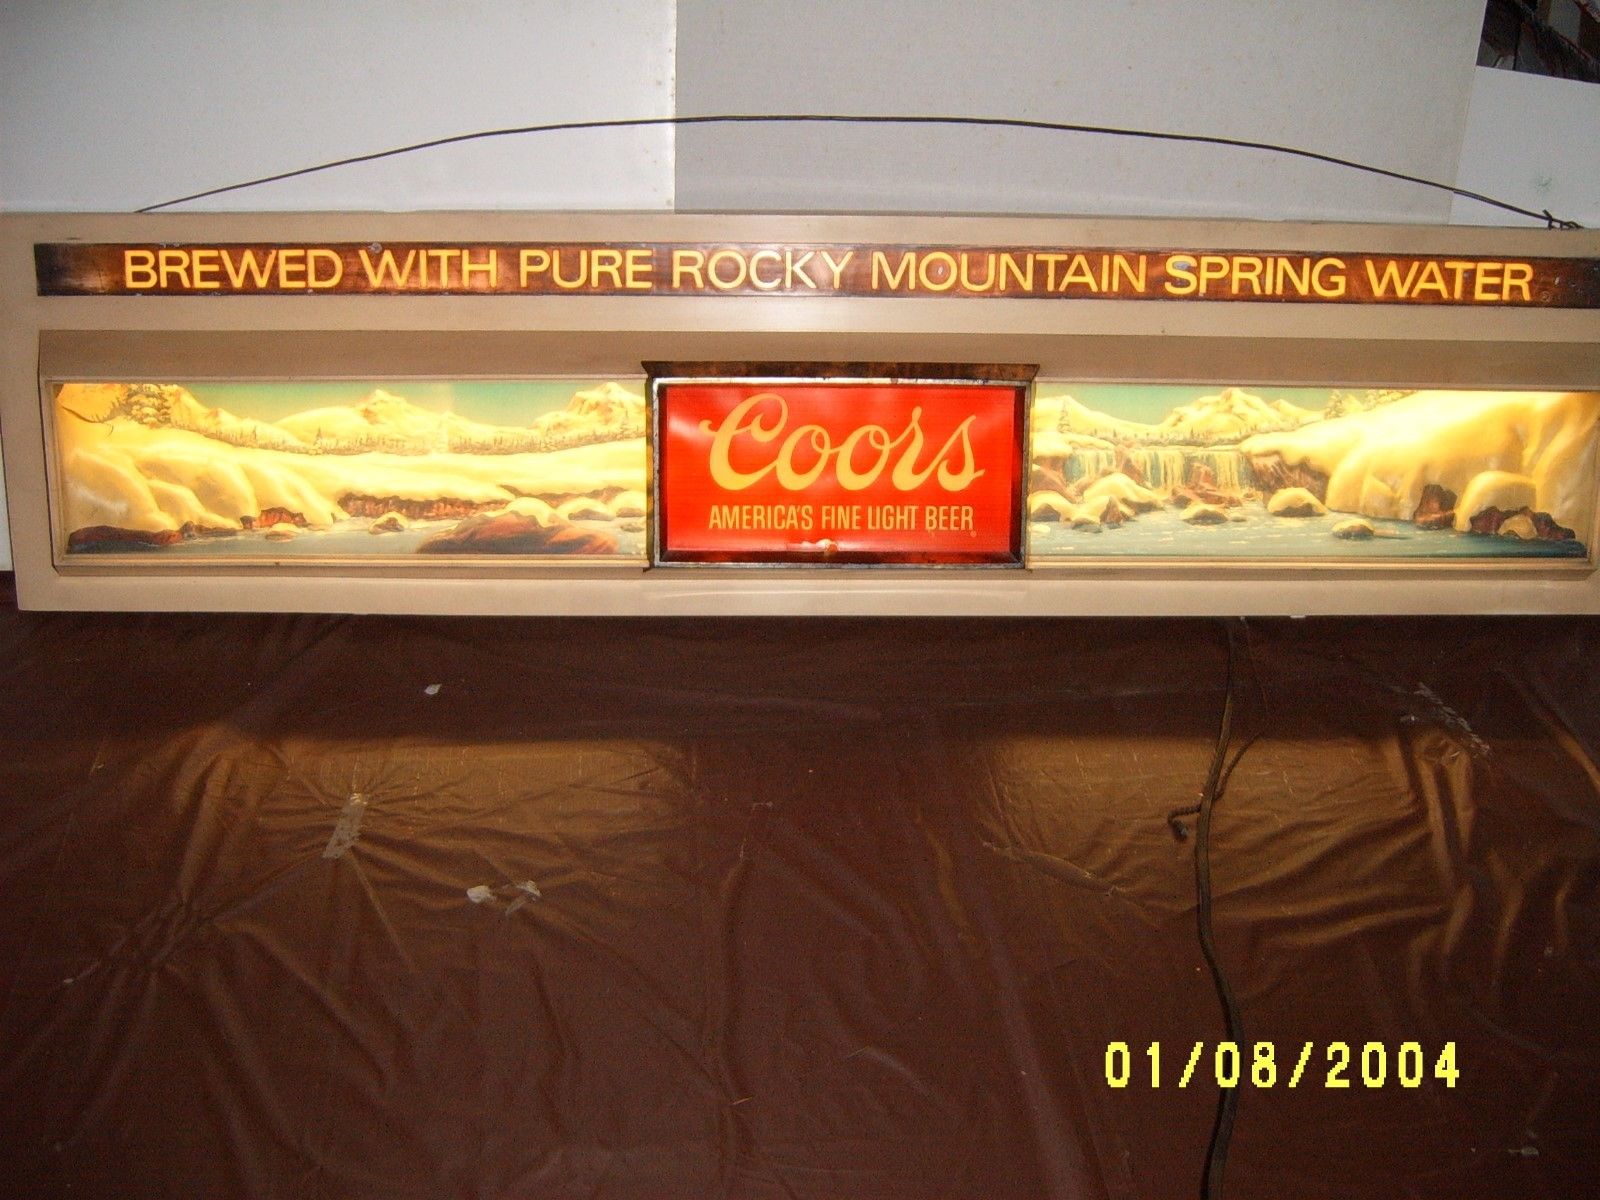 BREWED WITH PURE ROCKY MOUNTAIN SPRING WATER
Coors
AMERICA'S FINE LIGHT BEER
01/08/2004